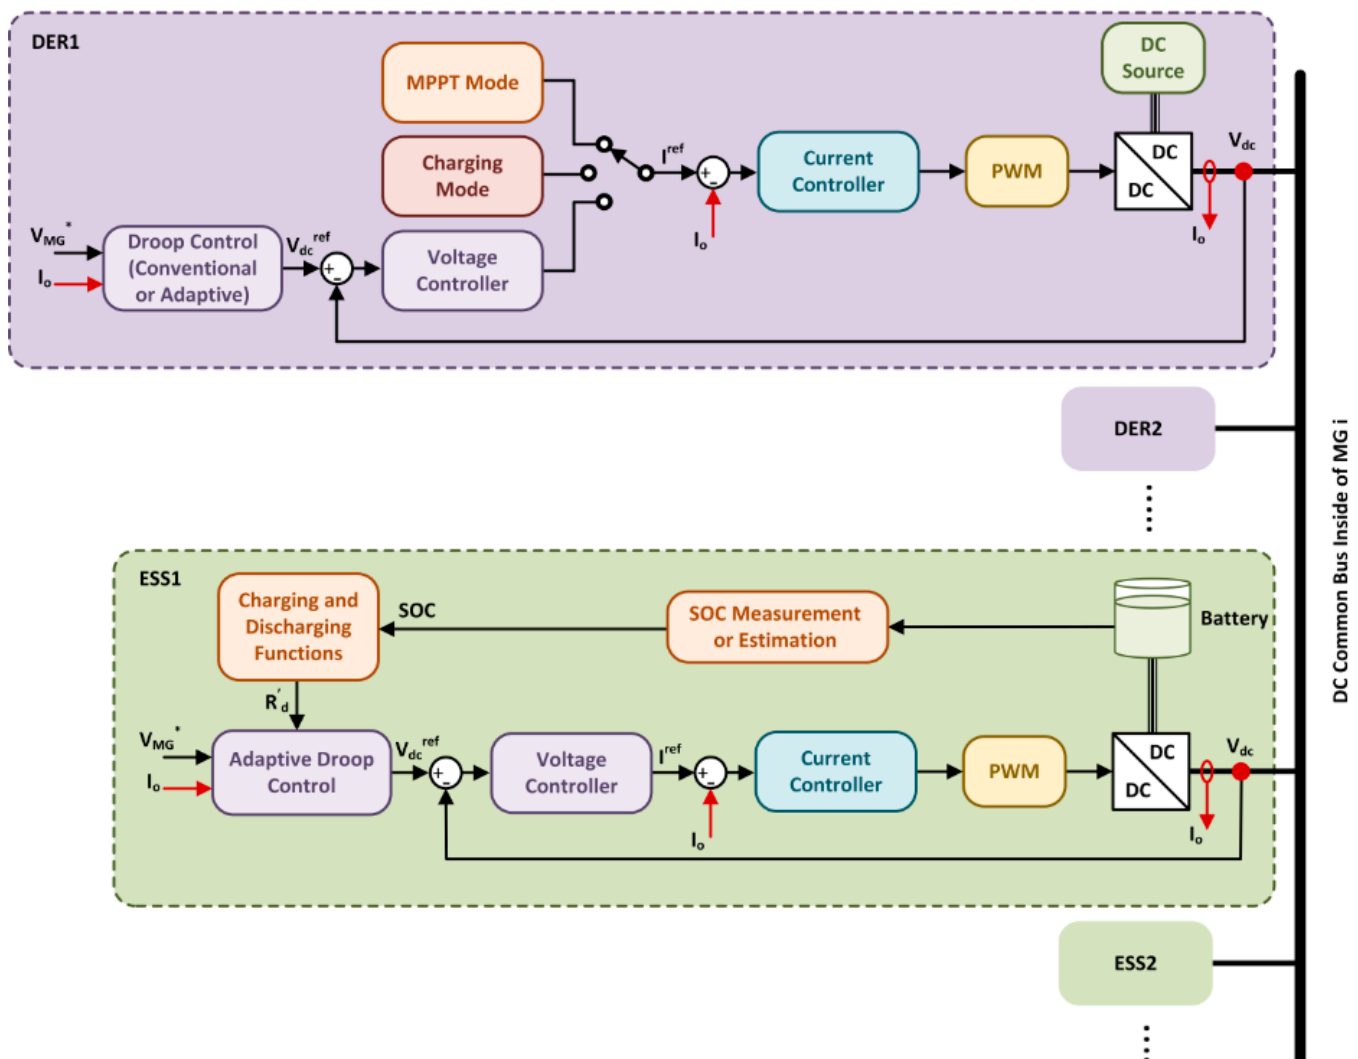 DER1
MPPT Mode
DC
Source
Charging
Mode
I^ref
+
-
Current
Controller
PWM
DC
DC
V_dc
I_o
I_o
V_MG^*
I_o
Droop Control
(Conventional
or Adaptive)
V_dc^ref
+
-
Voltage
Controller
DER2
DC Common Bus Inside of MG i
ESS1
Charging and
Discharging
Functions
SOC
SOC Measurement
or Estimation
Battery
R'_d
V_MG^*
I_o
Adaptive Droop
Control
V_dc^ref
+
-
Voltage
Controller
I^ref
+
-
I_o
Current
Controller
PWM
DC
DC
V_dc
I_o
ESS2